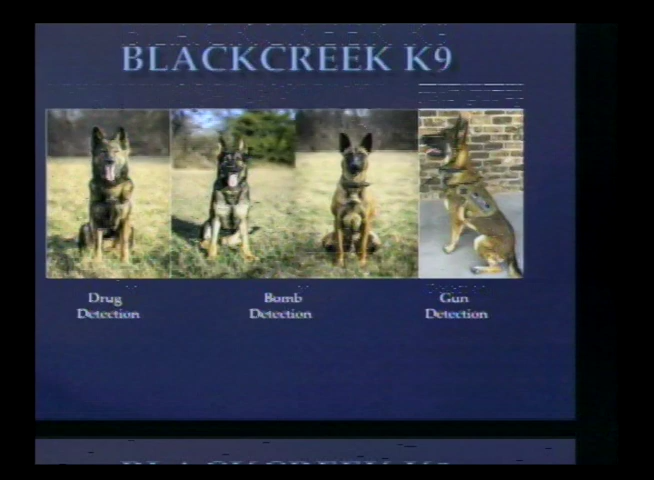 BLACKCREEK K9
Drug
Detection
Bomb
Detection
Gun
Detection